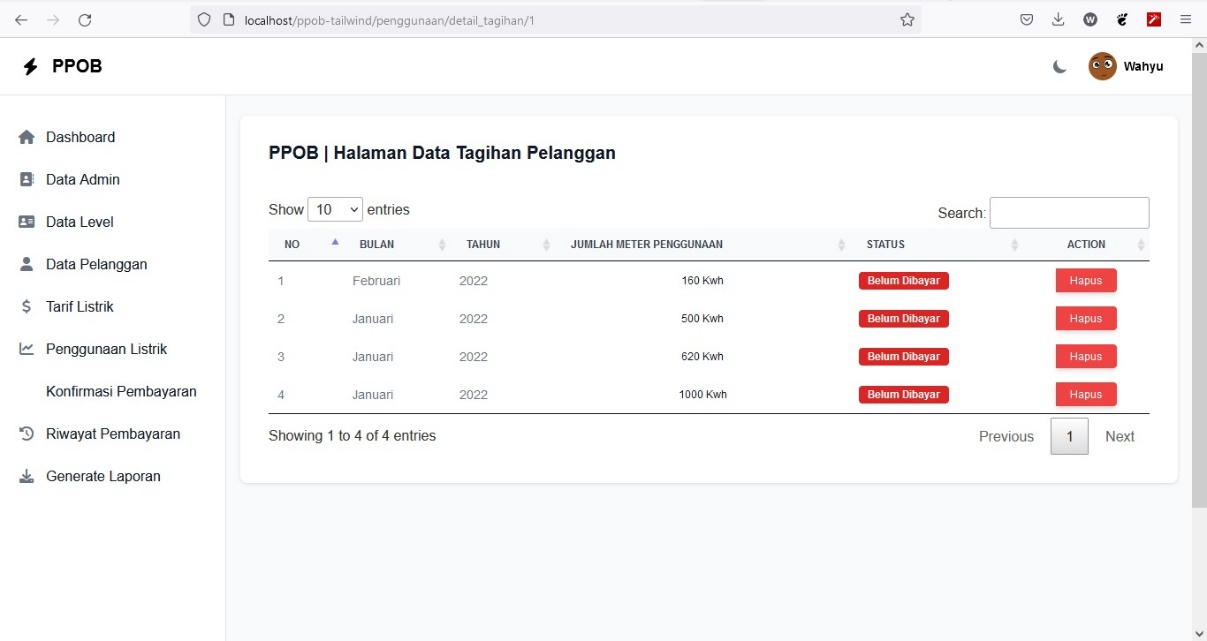 localhost/ppob-tailwind/penggunaan/detail_tagihan/1
PPOB
Wahyu
Dashboard
Data Admin
Data Level
Data Pelanggan
Tarif Listrik
Penggunaan Listrik
Konfirmasi Pembayaran
Riwayat Pembayaran
Generate Laporan
PPOB | Halaman Data Tagihan Pelanggan
Show 10 entries
Search:
NO BULAN TAHUN JUMLAH METER PENGGUNAAN STATUS ACTION
1 Februari 2022 160 Kwh Belum Dibayar Hapus
2 Januari 2022 500 Kwh Belum Dibayar Hapus
3 Januari 2022 620 Kwh Belum Dibayar Hapus
4 Januari 2022 1000 Kwh Belum Dibayar Hapus
Showing 1 to 4 of 4 entries
Previous 1 Next